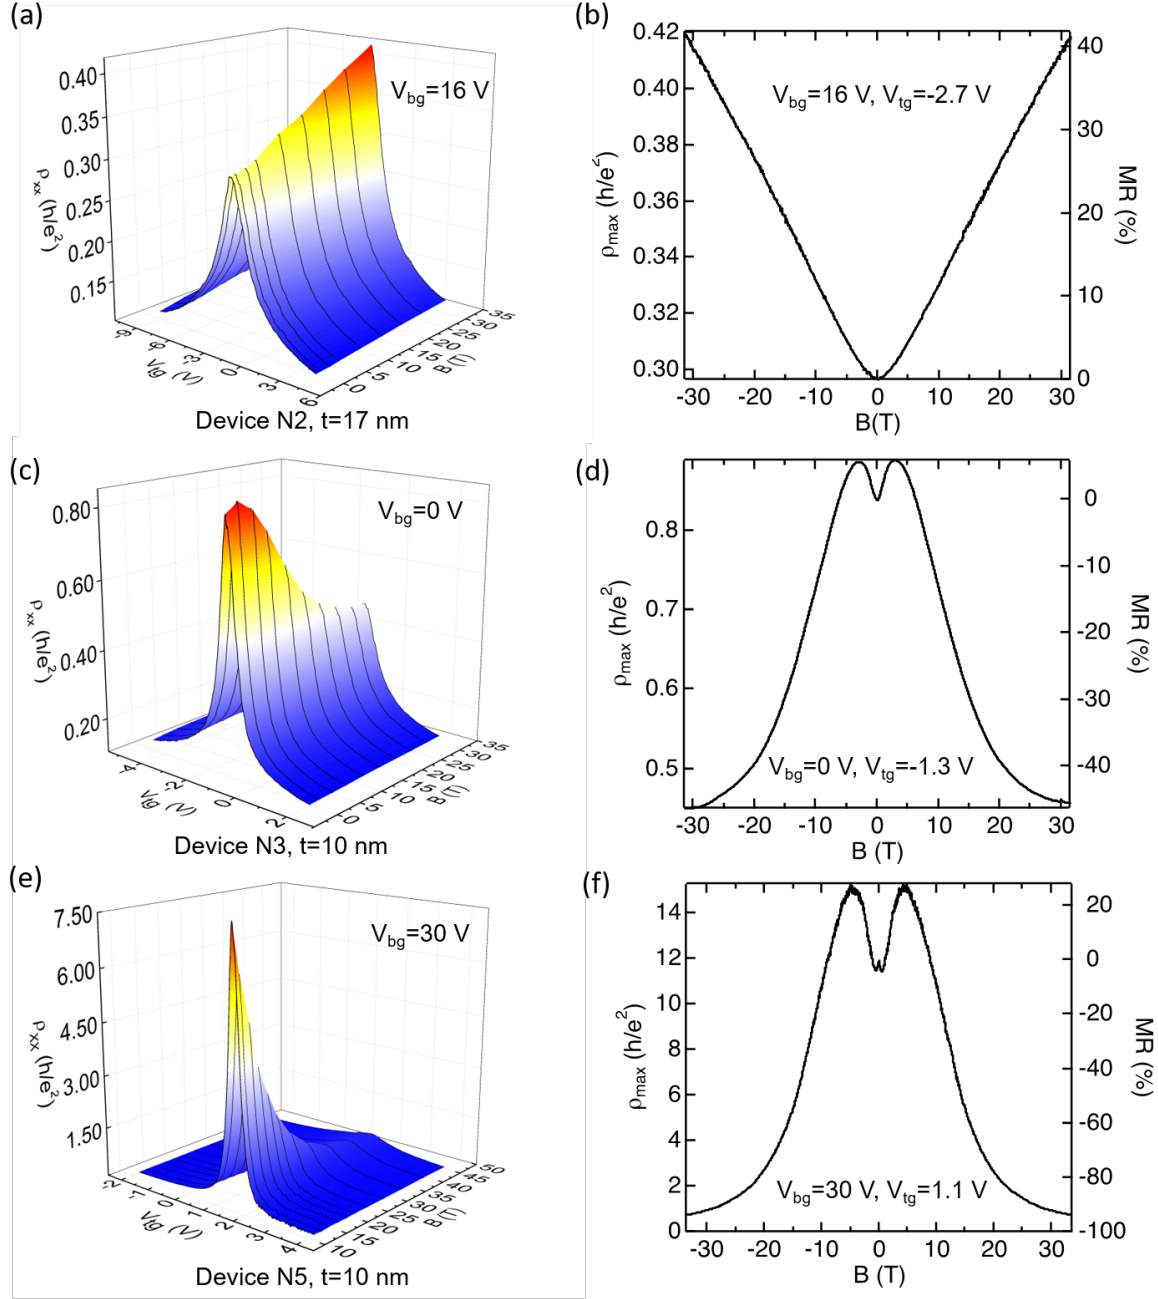 (a)
0.40
0.35
0.30
0.25
0.20
0.15
ρxx (h/e²)
Vbg=16 V
-9
-6
-3
0
3
6
Vtg (V)
0
5
10
15
20
25
30
35
B(T)
Device N2, t=17 nm
(b)
0.42
0.40
0.38
0.36
0.34
0.32
0.30
ρmax (h/e²)
Vbg=16 V, Vtg=-2.7 V
40
30
20
10
0
MR (%)
-30 -20 -10 0 10 20 30
B(T)
(c)
0.80
0.60
0.40
0.20
ρxx (h/e²)
Vbg=0 V
-4
-2
0
2
Vtg (V)
0
5
10
15
20
25
30
35
B(T)
Device N3, t=10 nm
(d)
0.8
0.7
0.6
0.5
ρmax (h/e²)
0
-10
-20
-30
-40
MR (%)
Vbg=0 V, Vtg=-1.3 V
-30 -20 -10 0 10 20 30
B (T)
(e)
7.50
6.00
4.50
3.00
1.50
ρxx (h/e²)
Vbg=30 V
-2
-1
0
1
2
3
4
Vtg (V)
10
15
20
25
30
35
40
45
50
B(T)
Device N5, t=10 nm
(f)
14
12
10
8
6
4
2
0
ρmax (h/e²)
20
0
-20
-40
-60
-80
-100
MR (%)
Vbg=30 V, Vtg=1.1 V
-30 -20 -10 0 10 20 30
B (T)